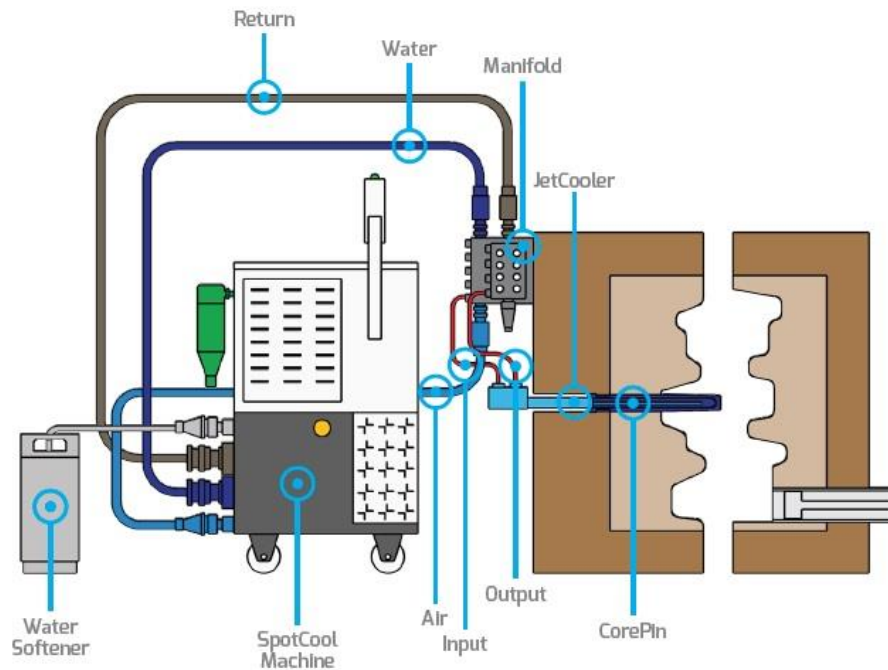 Return
Water
Manifold
JetCooler
Water
Softener
SpotCool
Machine
Air
Input
Output
CorePin